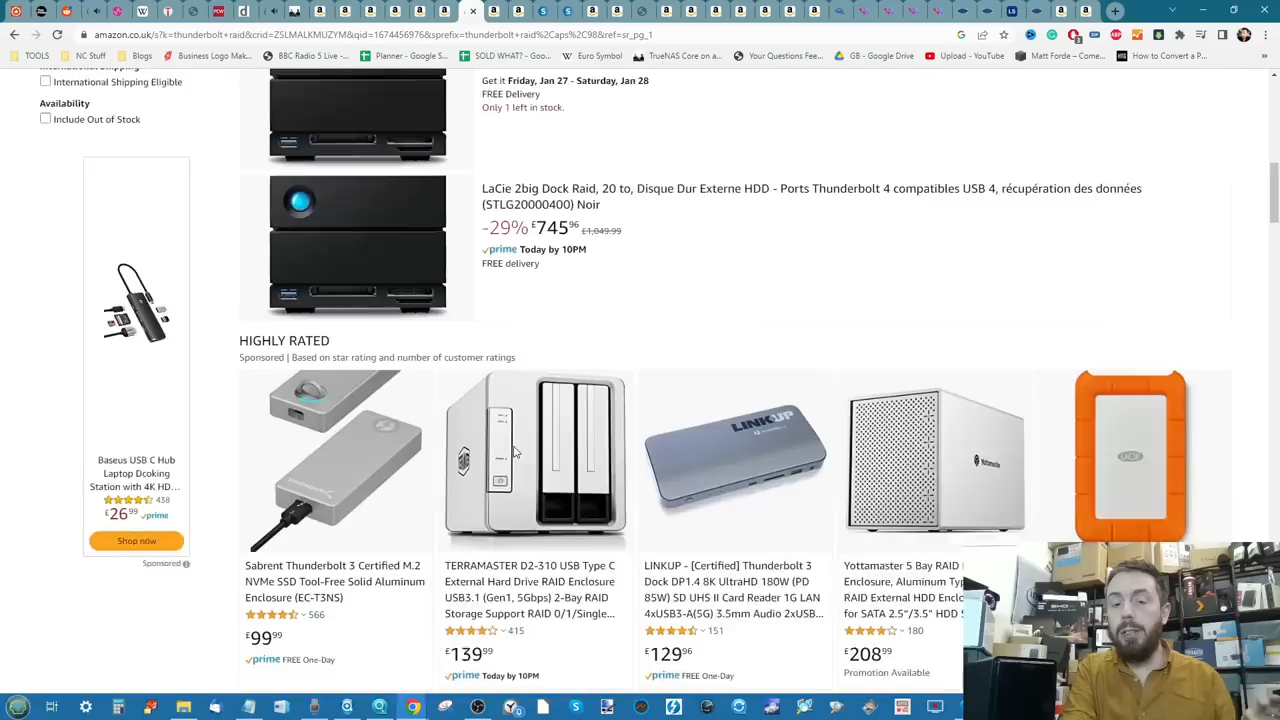 amazon.co.uk/s?k=thunderbolt+raid&crid=ZSLMALKMUZYM&qid=1674456976&sprefix=thunderbolt+raid%2Caps%2C98&ref=sr_pg_1
TOOLS
NC Stuff
Blogs
Business Logo Mak...
BBC Radio 5 Live -...
Planner - Google S...
SOLD WHAT? - Goo...
Euro Symbol
TrueNAS Core on a...
Your Questions Fee...
GB - Google Drive
Upload - YouTube
Matt Forde – Come...
How to Convert a P...
International Shipping Eligible
Availability
Include Out of Stock
Get it Friday, Jan 27 - Saturday, Jan 28
FREE Delivery
Only 1 left in stock.
LaCie 2big Dock Raid, 20 to, Disque Dur Externe HDD - Ports Thunderbolt 4 compatibles USB 4, récupération des données
(STLG20000400) Noir
-29% £745.96 £1,049.99
prime Today by 10PM
FREE delivery
HIGHLY RATED
Sponsored | Based on star rating and number of customer ratings
Baseus USB C Hub
Laptop Dcoking
Station with 4K HD...
438
£26.99 prime
Shop now
Sponsored
Sabrent Thunderbolt 3 Certified M.2
NVMe SSD Tool-Free Solid Aluminum
Enclosure (EC-T3NS)
566
£99.99
prime FREE One-Day
TERRAMASTER D2-310 USB Type C
External Hard Drive RAID Enclosure
USB3.1 (Gen1 5Gbps) 2-Bay RAID
Storage Support RAID 0/1/Single...
415
£139.99
prime Today by 10PM
LINKUP
LINKUP - [Certified] Thunderbolt 3
Dock DP1.4 8K UltraHD 180W (PD
85W) SD UHS II Card Reader 1G LAN
4xUSB3-A(5G) 3.5mm Audio 2xUSB...
151
£129.96
prime FREE One-Day
Yottamaster
Yottamaster 5 Bay RAID
Enclosure, Aluminum Typ
RAID External HDD Enclo
for SATA 2.5"/3.5" HDD S
180
£208.99
Promotion Available
LACIE